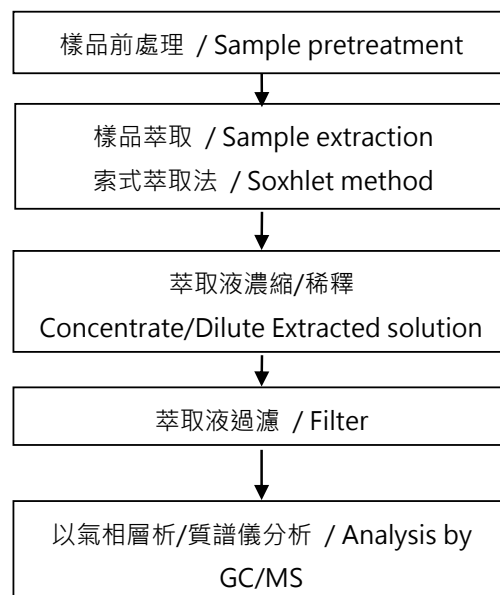 樣品前處理 / Sample pretreatment
樣品萃取 / Sample extraction
索式萃取法 / Soxhlet method
萃取液濃縮/稀釋
Concentrate/Dilute Extracted solution
萃取液過濾 / Filter
以氣相層析/質譜儀分析 / Analysis by
GC/MS